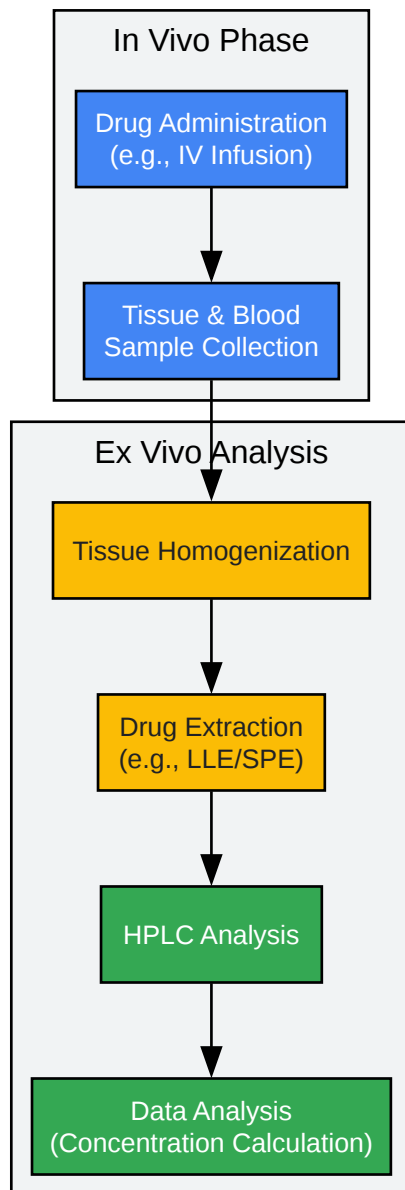 In Vivo Phase
Drug Administration
(e.g., IV Infusion)
Tissue & Blood
Sample Collection
Ex Vivo Analysis
Tissue Homogenization
Drug Extraction
(e.g., LLE/SPE)
HPLC Analysis
Data Analysis
(Concentration Calculation)